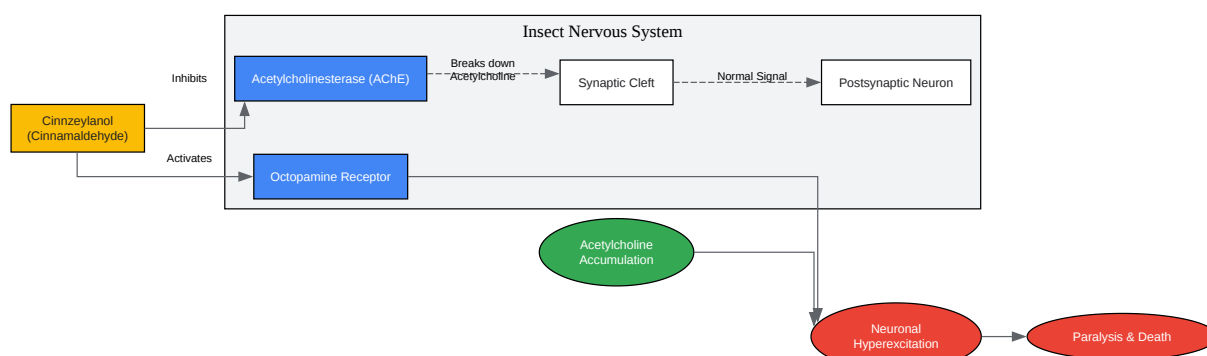 Insect Nervous System
Inhibits
Acetylcholinesterase (AChE)
Breaks down
Acetylcholine
Synaptic Cleft
Normal Signal
Postsynaptic Neuron
Cinnzeylanol
(Cinnamaldehyde)
Activates
Octopamine Receptor
Acetylcholine
Accumulation
Neuronal
Hyperexcitation
Paralysis & Death